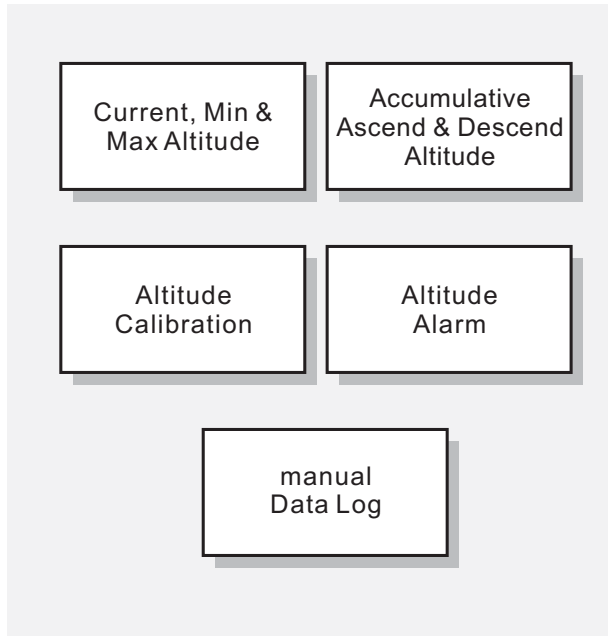 Current, Min &
Max Altitude
Accumulative
Ascend & Descend
Altitude
Altitude
Calibration
Altitude
Alarm
manual
Data Log